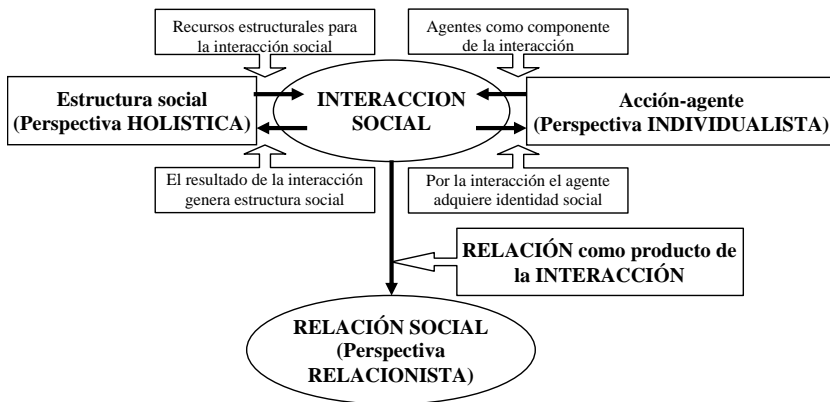 Recursos estructurales para
la interacción social
Agentes como componente
de la interacción
Estructura social
(Perspectiva HOLISTICA)
INTERACCION
SOCIAL
Acción-agente
(Perspectiva INDIVIDUALISTA)
El resultado de la interacción
genera estructura social
Por la interacción el agente
adquiere identidad social
RELACIÓN como producto de
la INTERACCIÓN
RELACIÓN SOCIAL
(Perspectiva
RELACIONISTA)